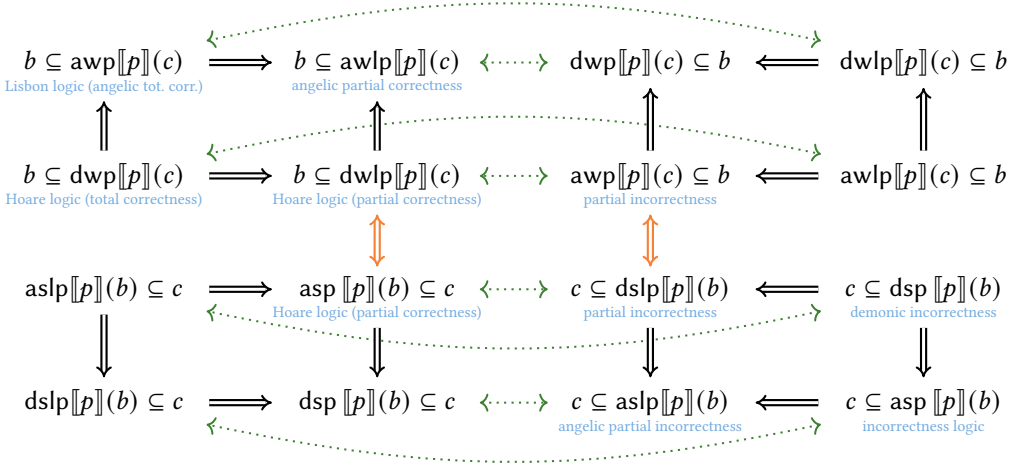 b ⊆ awp⟦p⟧(c) b ⊆ awlp⟦p⟧(c) dwp⟦p⟧(c) ⊆ b dwlp⟦p⟧(c) ⊆ b
Lisbon logic (angelic tot. corr.) angelic partial correctness
b ⊆ dwp⟦p⟧(c) b ⊆ dwlp⟦p⟧(c) awp⟦p⟧(c) ⊆ b awlp⟦p⟧(c) ⊆ b
Hoare logic (total correctness) Hoare logic (partial correctness) partial incorrectness
aslp⟦p⟧(b) ⊆ c asp ⟦p⟧(b) ⊆ c c ⊆ dslp⟦p⟧(b) c ⊆ dsp ⟦p⟧(b)
Hoare logic (partial correctness) partial incorrectness demonic incorrectness
dslp⟦p⟧(b) ⊆ c dsp ⟦p⟧(b) ⊆ c c ⊆ aslp⟦p⟧(b) c ⊆ asp ⟦p⟧(b)
angelic partial incorrectness incorrectness logic